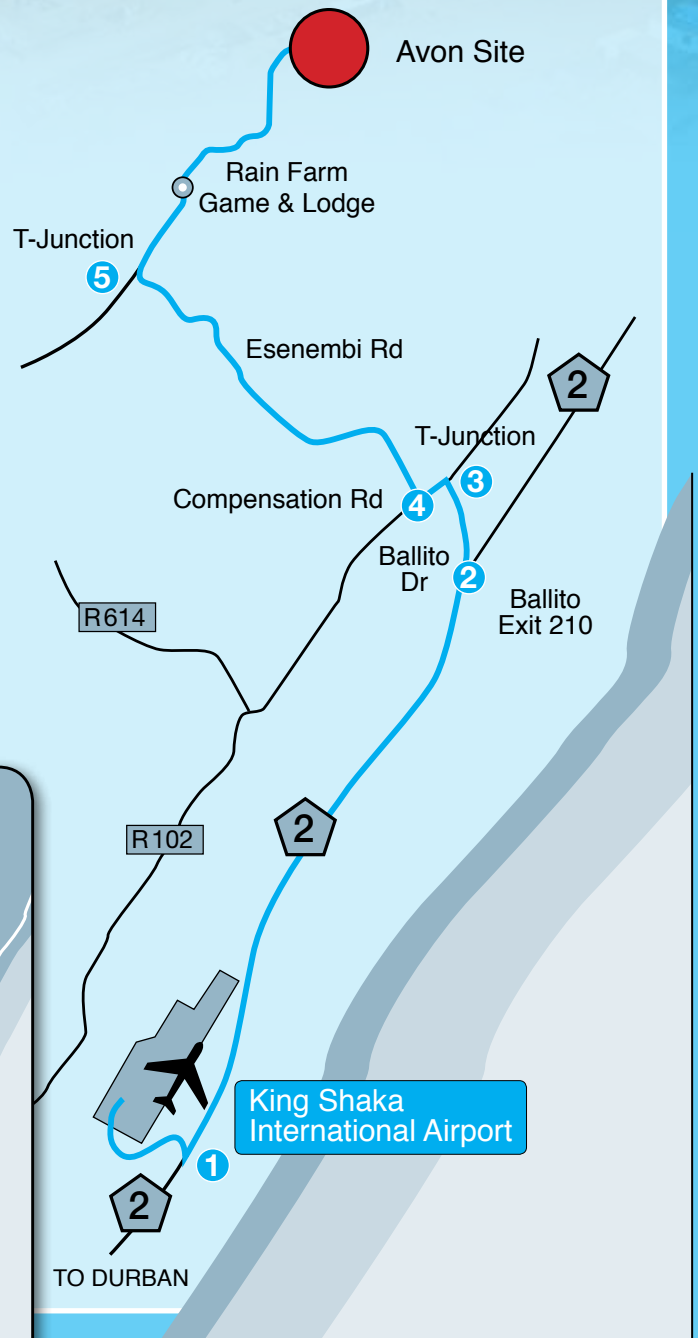 Avon Site
Rain Farm
Game & Lodge
T-Junction
5
Esenembi Rd
2
T-Junction
3
Compensation Rd
4
Ballito
Dr
2
Ballito
Exit 210
R614
2
R102
King Shaka
International Airport
1
2
TO DURBAN